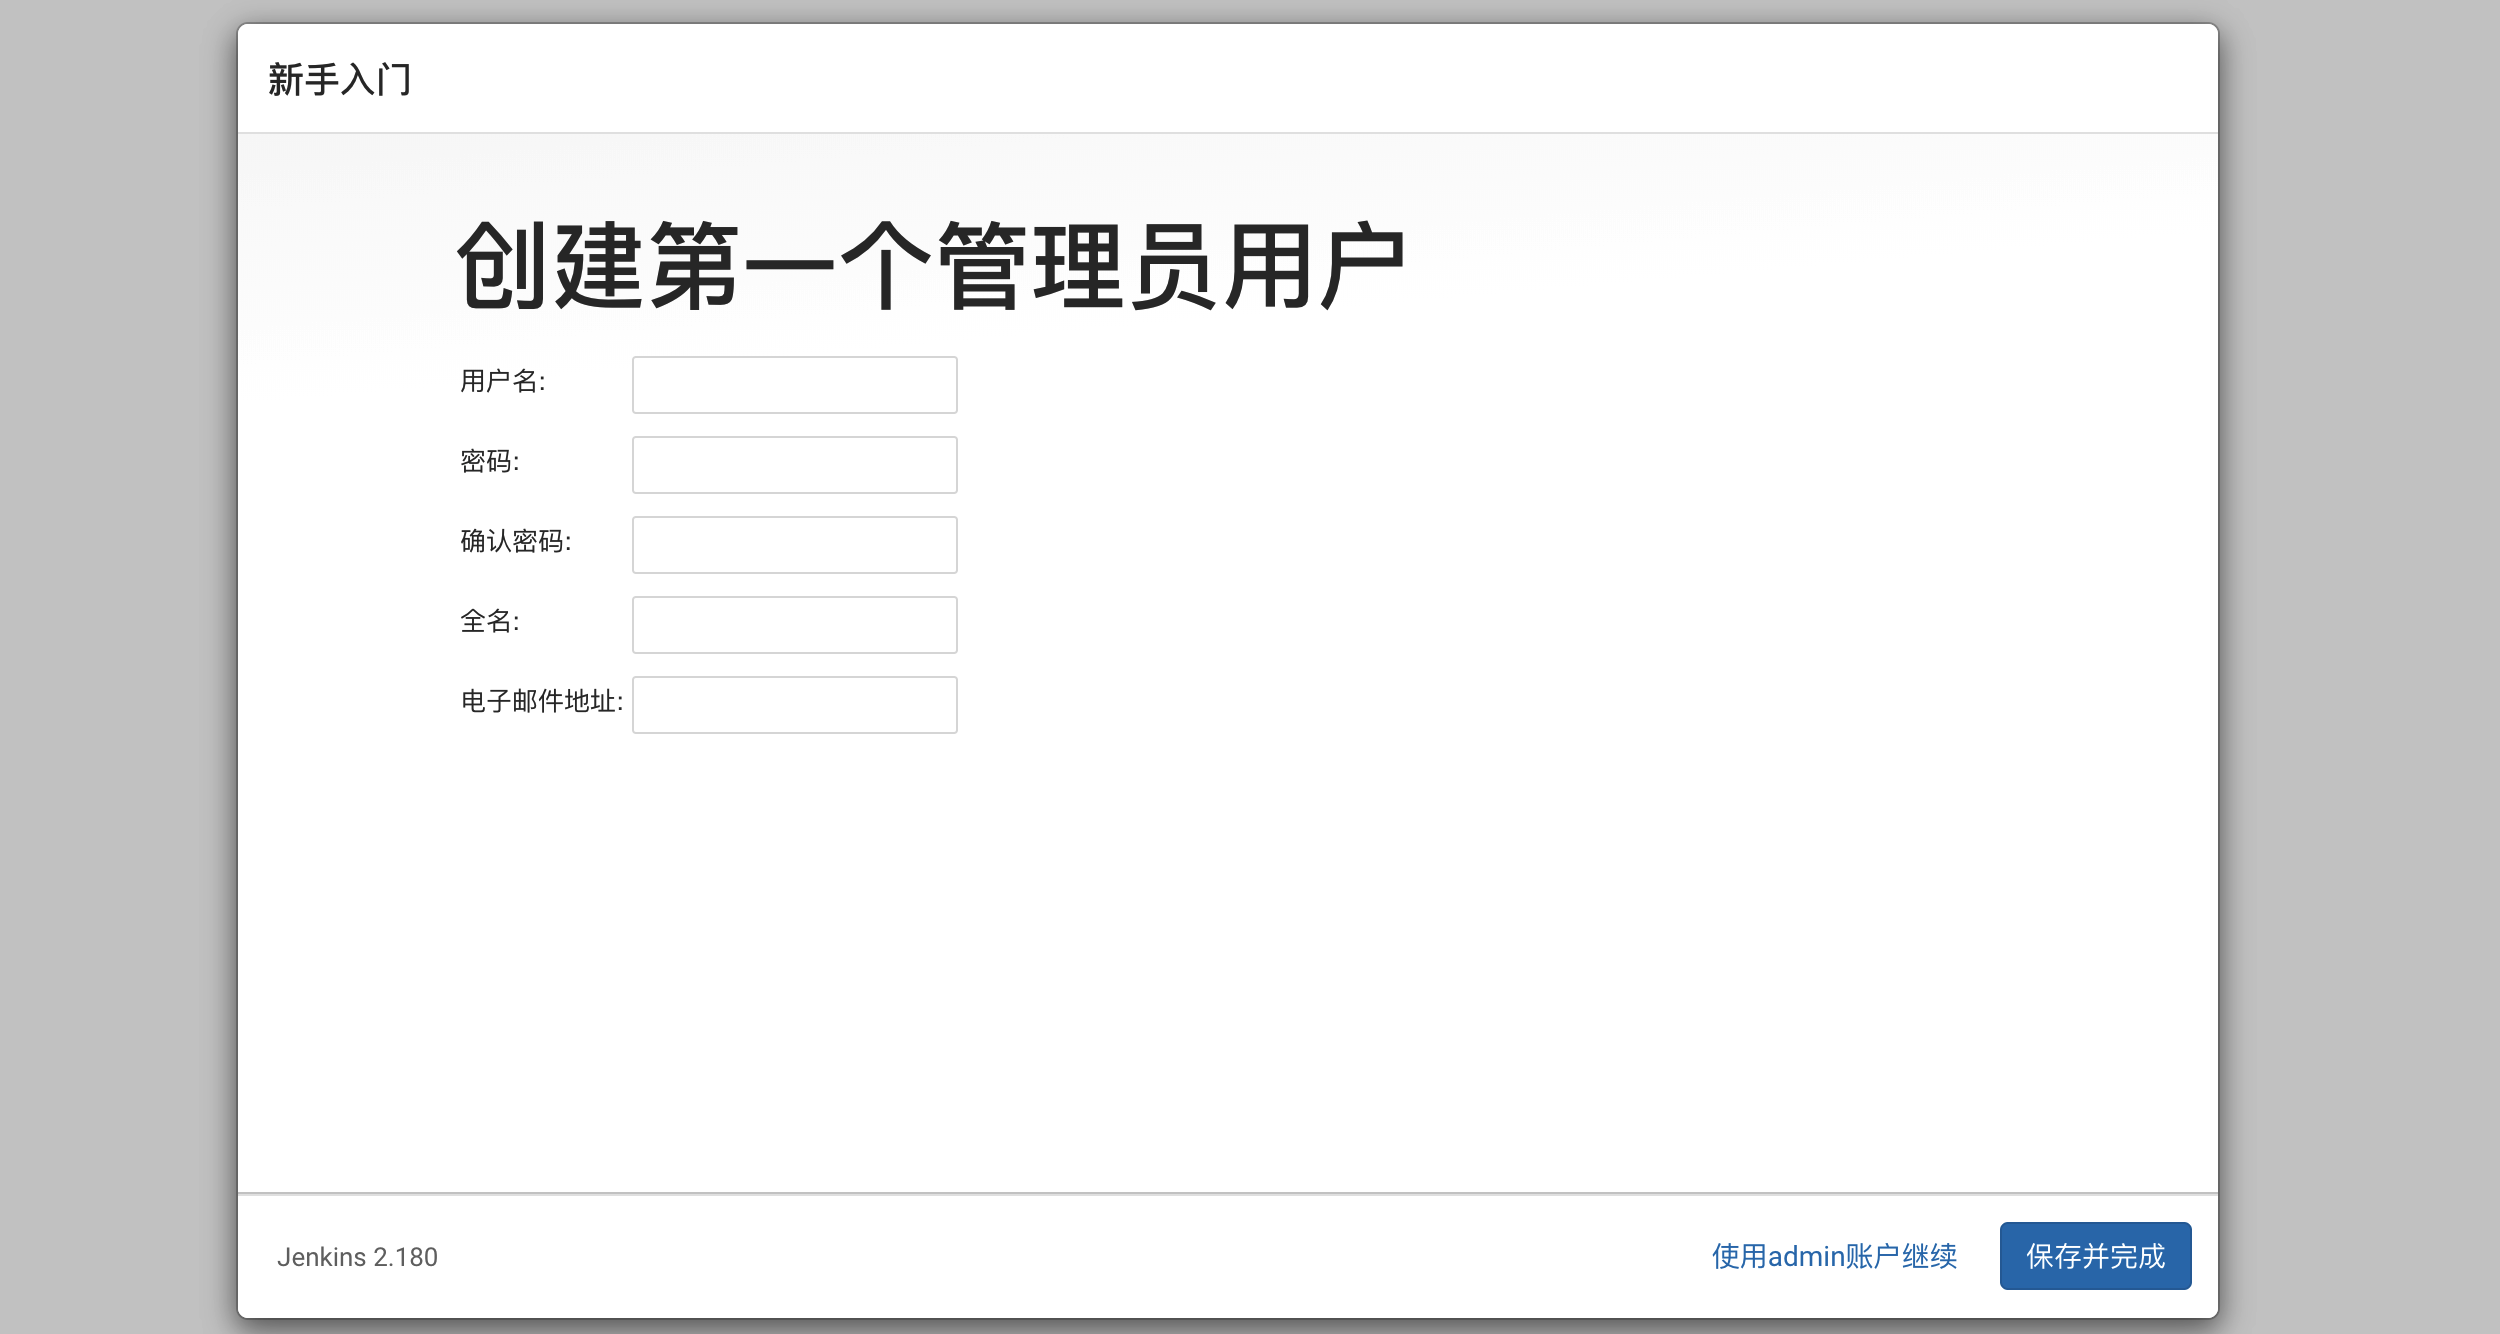 新手入门
创建第一个管理员用户
用户名:
密码:
确认密码:
全名:
电子邮件地址:
Jenkins 2.180
使用admin账户继续
保存并完成